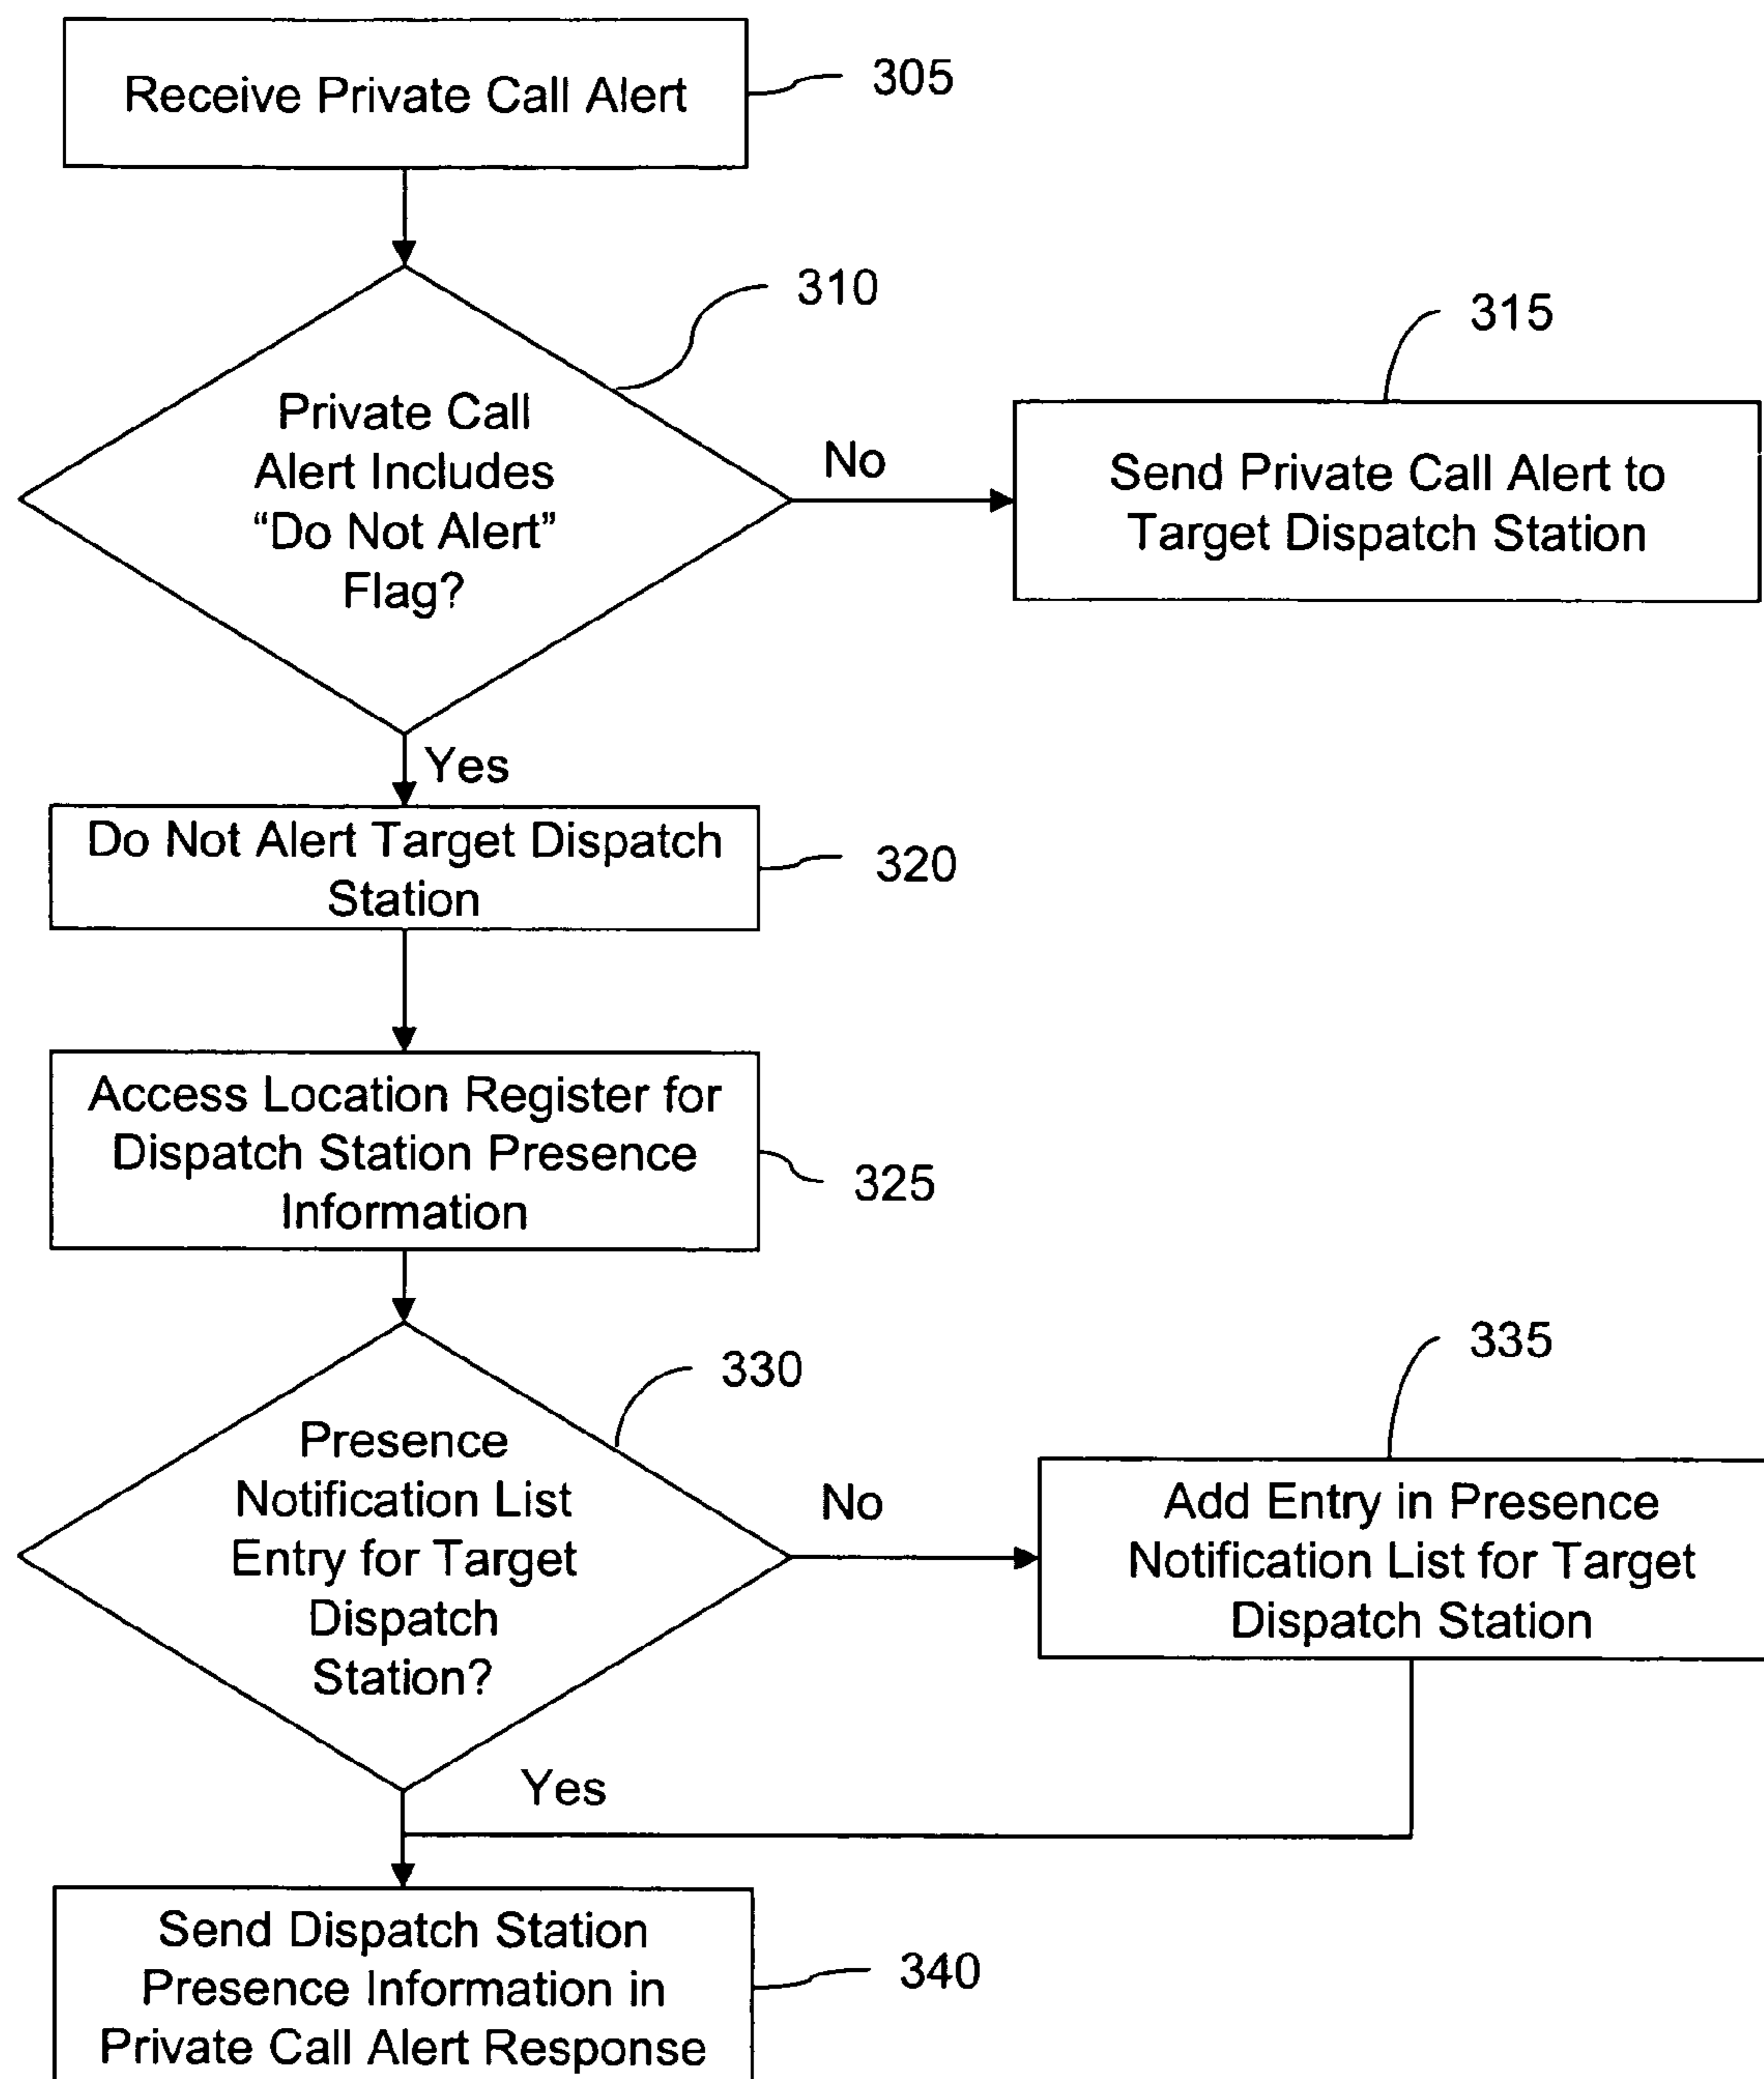 Receive Private Call Alert
305
310
Private Call
Alert Includes
“Do Not Alert”
Flag?
No
315
Send Private Call Alert to
Target Dispatch Station
Yes
Do Not Alert Target Dispatch
Station
320
Access Location Register for
Dispatch Station Presence
Information
325
330
Presence
Notification List
Entry for Target
Dispatch
Station?
No
335
Add Entry in Presence
Notification List for Target
Dispatch Station
Yes
Send Dispatch Station
Presence Information in
Private Call Alert Response
340